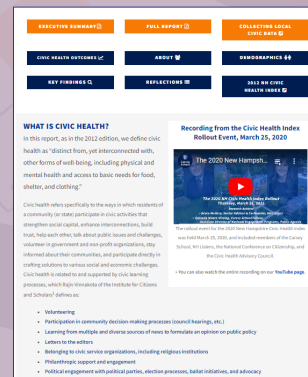 EXECUTIVE SUMMARY
FULL REPORT
COLLECTING LOCAL
CIVIC DATA
CIVIC HEALTH OUTCOMES
ABOUT
DEMOGRAPHICS
KEY FINDINGS
REFLECTIONS
2012 NH CIVIC
HEALTH INDEX
WHAT IS CIVIC HEALTH?
In this report, as in the 2012 edition, we define civic
health as "distinct from, yet interconnected with,
other forms of well-being, including physical and
mental health and access to basic needs for food,
shelter, and clothing."
Civic health refers specifically to the ways in which residents of
a community (or state) participate in civic activities that
strengthen social capital, enhance interconnections, build
trust, help each other, talk about public issues and challenges,
volunteer in government and non-profit organizations, stay
informed about their communities, and participate directly in
crafting solutions to various social and economic challenges.
Civic health is related to and supported by civic learning
processes, which Rajiv Vinnakota of the Institute for Citizens
and Scholars¹ defines as:
• Volunteering
• Participation in community decision-making processes (council hearings, etc.)
• Learning from multiple and diverse sources of news to formulate an opinion on public policy
• Letters to the editors
• Belonging to civic service organizations, including religious institutions
• Philanthropic support and engagement
• Political engagement with political parties, election processes, ballot initiatives, and advocacy
Recording from the Civic Health Index
Rollout Event, March 25, 2020
The 2020 New Hampsh...
The 2020 NH Civic Health Index Rollout
The rollout event for the 2020 New Hampshire Civic Health Index
was held March 25, 2020, and included members of the Carsey
School, NH Listens, the National Conference on Citizenship, and
the Civic Health Advisory Council.
> You can also watch the entire recording on our YouTube page.